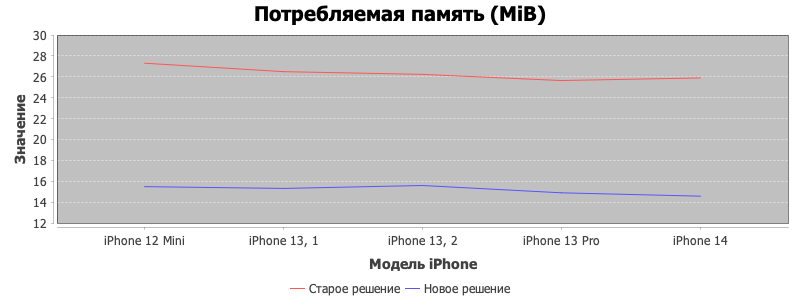 Потребляемая память (MiB)
30
28
26
24
22
20
18
16
14
12
Значение
iPhone 12 Mini
iPhone 13, 1
iPhone 13, 2
iPhone 13 Pro
iPhone 14
Модель iPhone
Старое решение
Новое решение